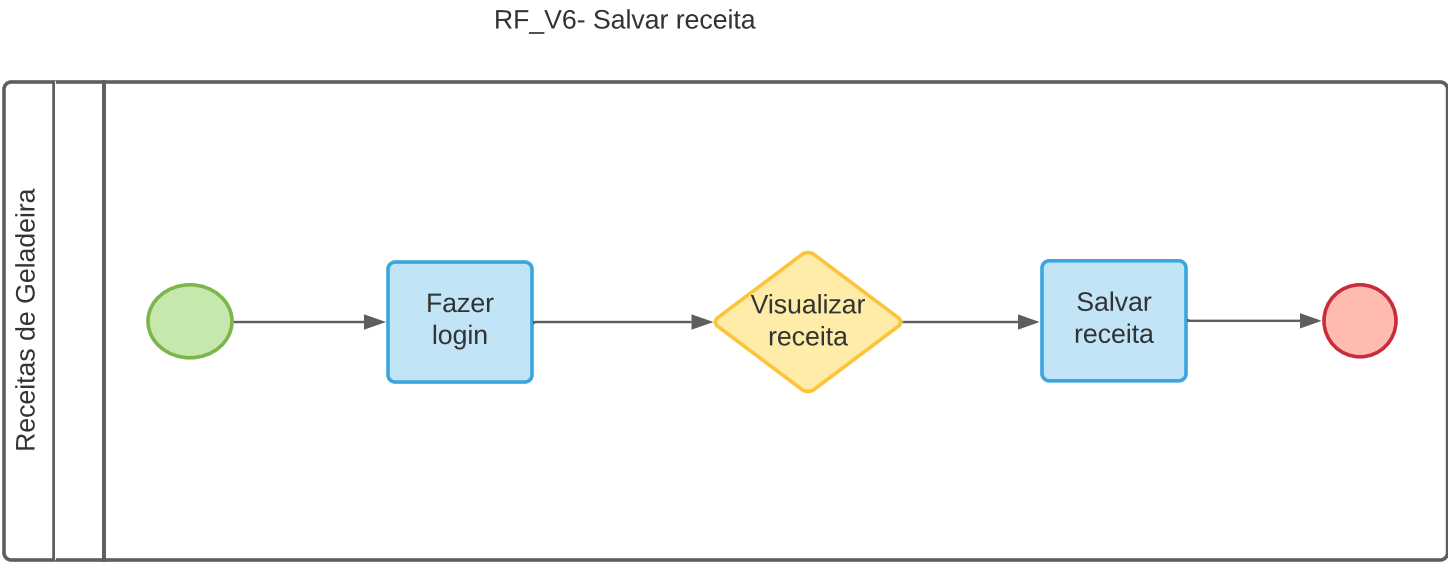 RF_V6- Salvar receita
Receitas de Geladeira
Fazer
login
Visualizar
receita
Salvar
receita